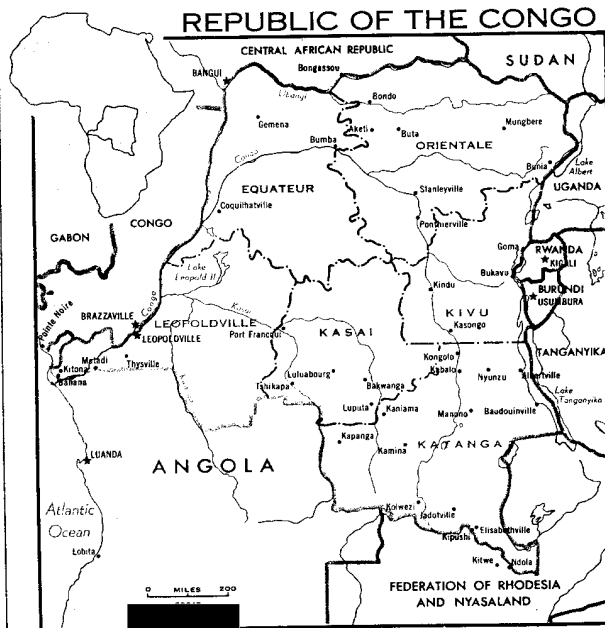 REPUBLIC OF THE CONGO
CENTRAL AFRICAN REPUBLIC
SUDAN
Bongassou
BANGUI
Ubangi
Bondo
Gemena
Aketi
Buta
Mungbere
ORIENTALE
Bumba
Congo
Bunia
Lake
Albert
EQUATEUR
Stanleyville
UGANDA
Coquilhatville
Ponthierville
GABON
CONGO
Goma
RWANDA
KIGALI
Lake
Leopold II
Bukavu
BURUNDI
USUMBURA
Kindu
Pointe Noire
Congo
Kasai
KIVU
BRAZZAVILLE
LEOPOLDVILLE
LEOPOLDVILLE
Port Francqui
KASAI
Kasongo
TANGANYIKA
Kongolo
Matadi
Thysville
Kitona
Banana
Luluabourg
Kabalo
Nyunzu
Albertville
Tshikapa
Bakwanga
Lake
Tanganyika
Luputa
Kaniama
Manono
Baudouinville
Kapanga
KATANGA
Kamina
LUANDA
ANGOLA
Kolwezi
Jadotville
Atlantic
Ocean
Elisabethville
Kipushi
Lobita
Kitwe
Ndola
0 MILES 200
FEDERATION OF RHODESIA
AND NYASALAND